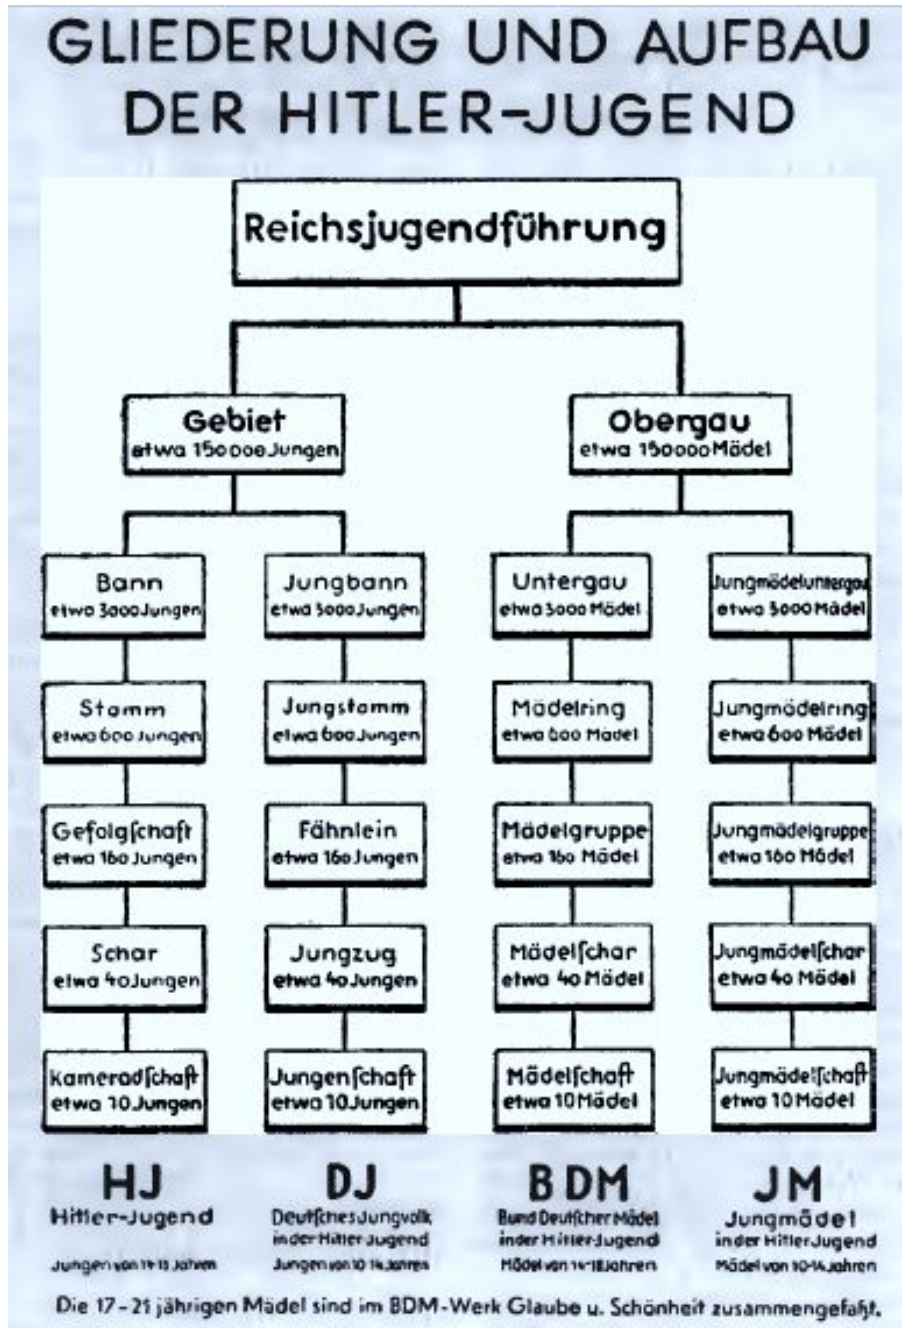 GLIEDERUNG UND AUFBAU
DER HITLER-JUGEND
Reichsjugendführung
Gebiet
etwa 150000 Jungen
Obergau
etwa 150000 Mädel
Bann
etwa 3000 Jungen
Jungbann
etwa 3000 Jungen
Untergau
etwa 3000 Mädel
Jungmädeluntergau
etwa 3000 Mädel
Stamm
etwa 600 Jungen
Jungstamm
etwa 600 Jungen
Mädelring
etwa 600 Mädel
Jungmädelring
etwa 600 Mädel
Gefolgſchaft
etwa 160 Jungen
Fähnlein
etwa 160 Jungen
Mädelgruppe
etwa 160 Mädel
Jungmädelgruppe
etwa 160 Mädel
Schar
etwa 40 Jungen
Jungzug
etwa 40 Jungen
Mädelſchar
etwa 40 Mädel
Jungmädelſchar
etwa 40 Mädel
Kameradſchaft
etwa 10 Jungen
Jungenſchaft
etwa 10 Jungen
Mädelſchaft
etwa 10 Mädel
Jungmädelſchaft
etwa 10 Mädel
HJ
Hitler-Jugend
Jungen von 14-18 Jahren
DJ
Deutſches Jungvolk
in der Hitler Jugend
Jungen von 10-14 Jahren
BDM
Bund Deutſcher Mädel
in der Hitler-Jugend
Mädel von 14-18 Jahren
JM
Jungmädel
in der Hitler Jugend
Mädel von 10-14 Jahren
Die 17-21 jährigen Mädel sind im BDM-Werk Glaube u. Schönheit zusammengefaßt.